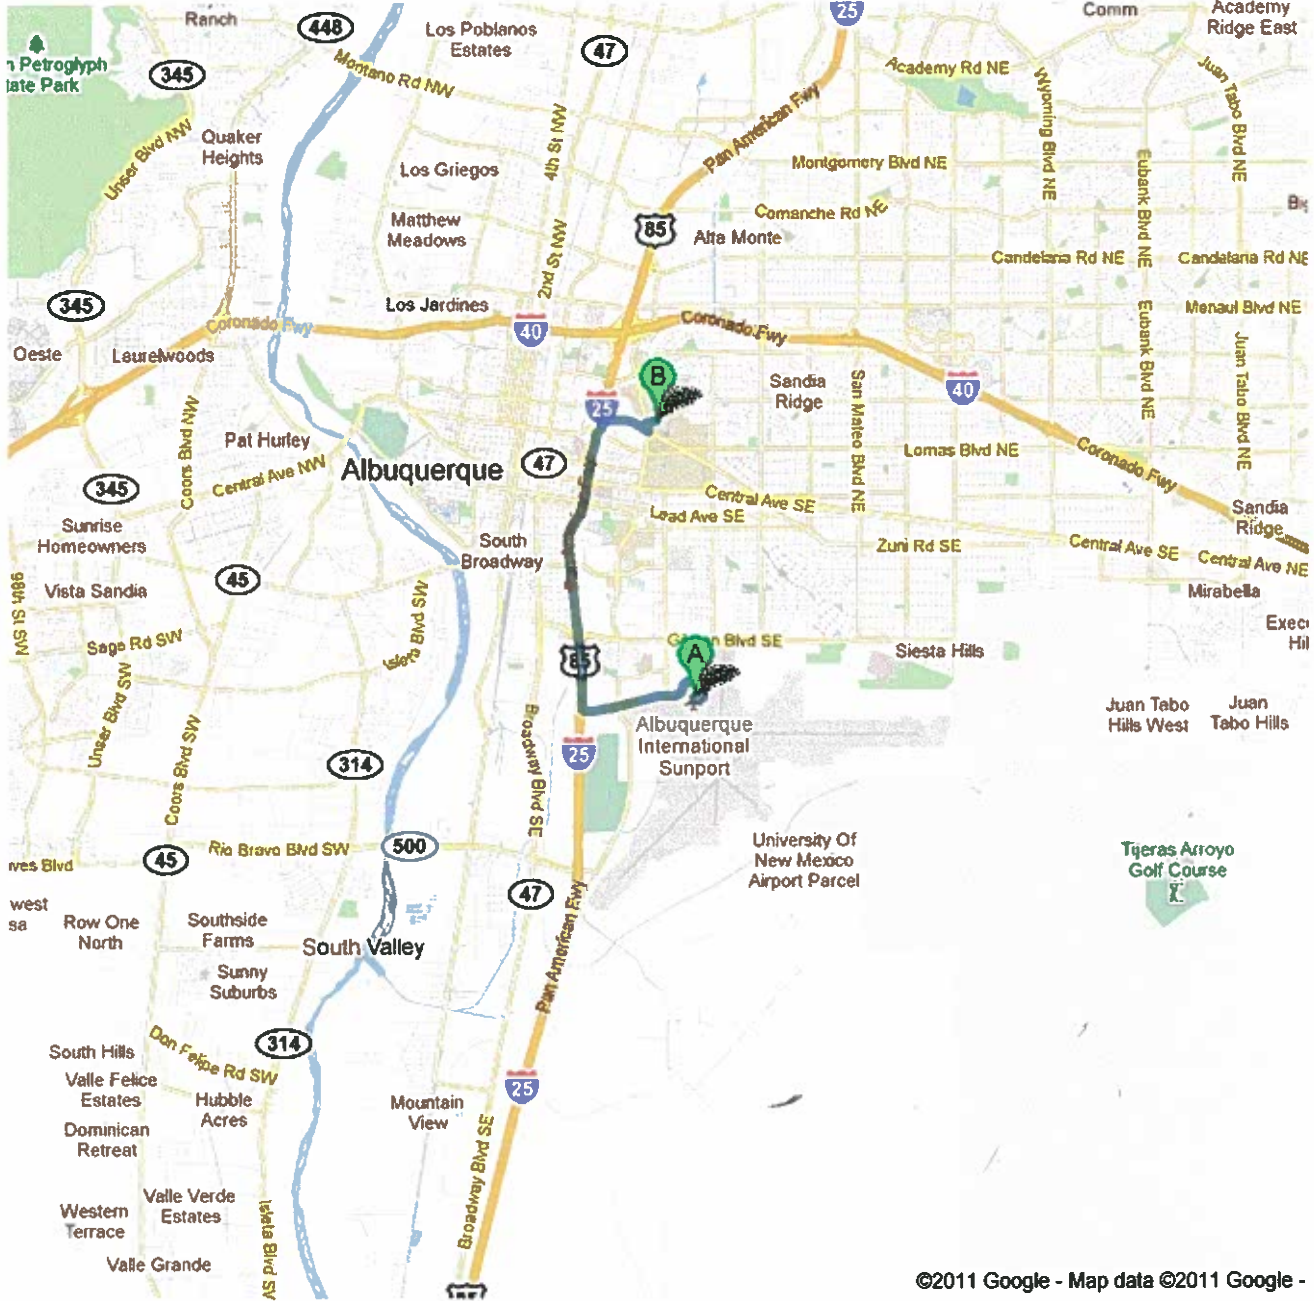 Ranch
448
Los Poblanos
Estates
47
25
Comm
Academy
Ridge East
n Petroglyph
tate Park
345
Montano Rd NW
Academy Rd NE
Wyoming Blvd NE
Juan Tabo Blvd NE
Unser Blvd NW
Quaker
Heights
4th St NW
Pan American Fwy
Los Griegos
Montgomery Blvd NE
Eubank Blvd NE
Matthew
Meadows
2nd St NW
85
Alta Monte
Comanche Rd NE
Candelaria Rd NE
Candelaria Rd NE
345
Los Jardines
Menaul Blvd NE
Coronado Fwy
40
Coronado Fwy
Eubank Blvd NE
Juan Tabo Blvd NE
Oeste
Laurelwoods
B
25
Sandia
Ridge
San Mateo Blvd NE
40
Coors Blvd NW
Pat Hurley
Central Ave NW
Albuquerque
47
Lomas Blvd NE
Coronado Fwy
345
Central Ave SE
Lead Ave SE
Sunrise
Homeowners
South
Broadway
Zuni Rd SE
Central Ave SE
Sandia
Ridge
Central Ave NE
98th St SW
Vista Sandia
45
Isleta Blvd SW
Mirabella
Sage Rd SW
Unser Blvd SW
85
Blvd SE
A
Siesta Hills
Coors Blvd SW
Albuquerque
International
Sunport
Juan Tabo
Hills West
Juan
Tabo Hills
314
Broadway Blvd SE
25
Rio Bravo Blvd SW
500
45
47
University Of
New Mexico
Airport Parcel
Tijeras Arroyo
Golf Course
west
sa
Row One
North
Southside
Farms
South Valley
Sunny
Suburbs
Pan American Fwy
South Hills
Don Felipe Rd SW
314
Valle Felice
Estates
Hubble
Acres
Mountain
View
25
Dominican
Retreat
Broadway Blvd SE
Western
Terrace
Valle Verde
Estates
Isleta Blvd SV
Valle Grande
©2011 Google - Map data ©2011 Google -